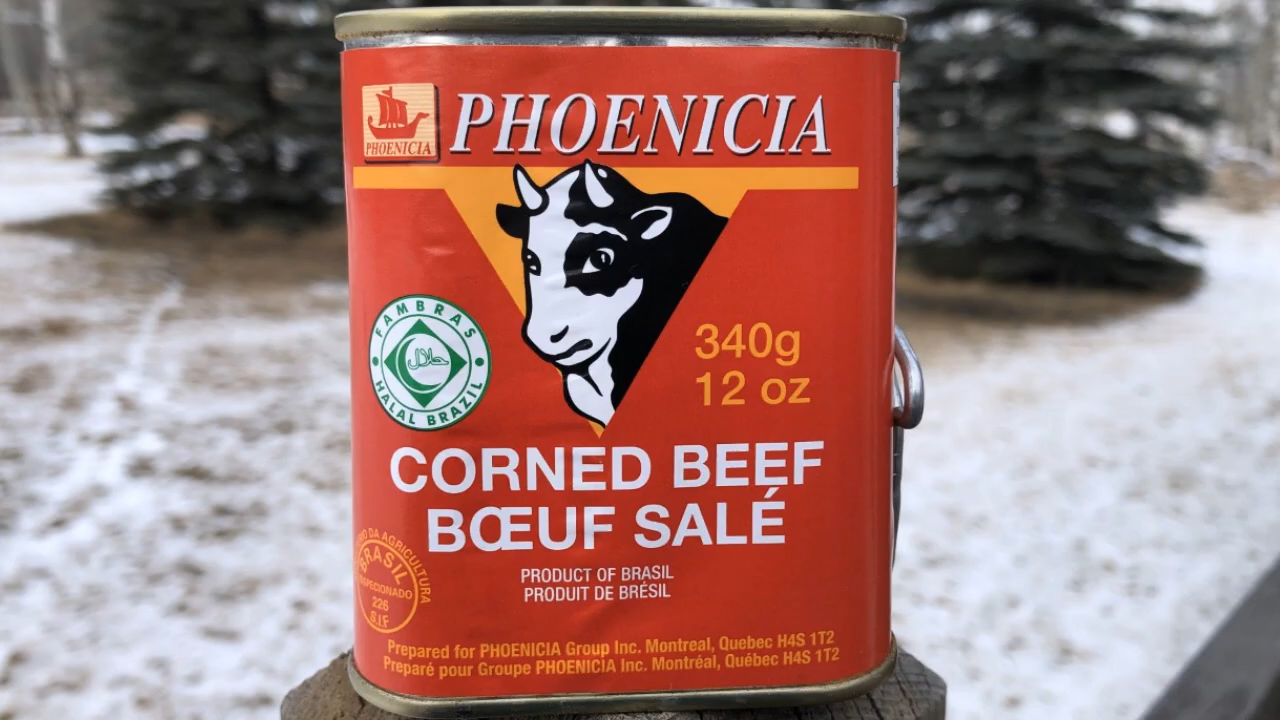 PHOENICIA
PHOENICIA
FAMBRAS
حلال
HALAL BRAZIL
340g
12 oz
CORNED BEEF
BŒUF SALÉ
DA AGRICULTURA
BRASIL
226
S.I.F
PRODUCT OF BRASIL
PRODUIT DE BRÉSIL
Prepared for PHOENICIA Group Inc. Montreal, Quebec H4S 1T2
Preparé pour Groupe PHOENICIA Inc. Montréal, Québec H4S 1T2